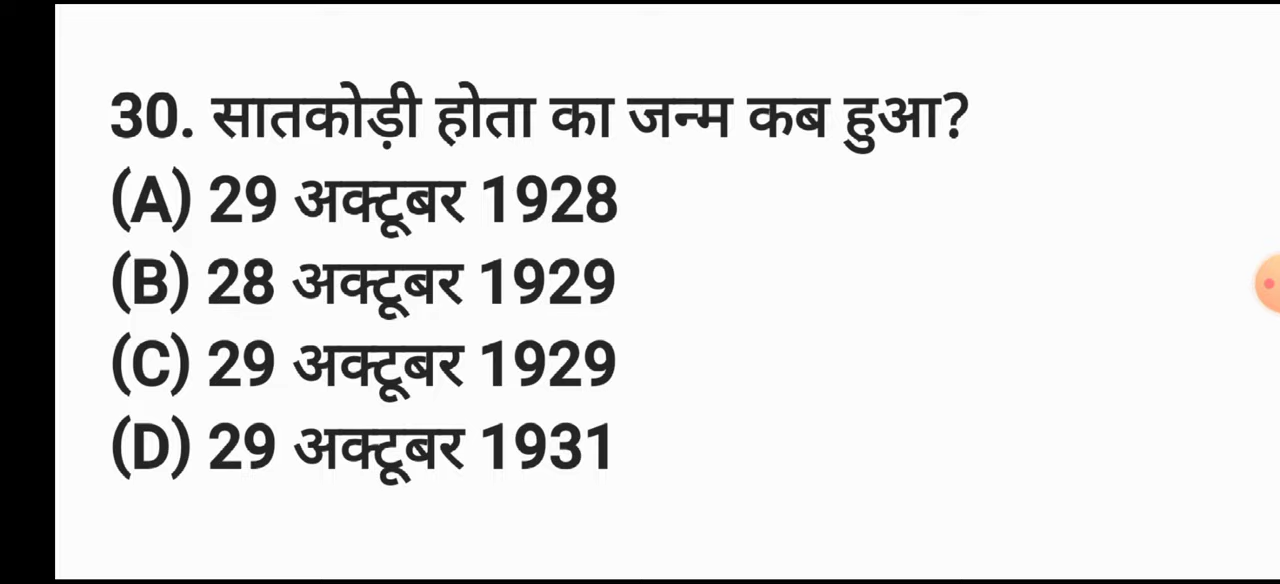 30. सातकोड़ी होता का जन्म कब हुआ?
(A) 29 अक्टूबर 1928
(B) 28 अक्टूबर 1929
(C) 29 अक्टूबर 1929
(D) 29 अक्टूबर 1931